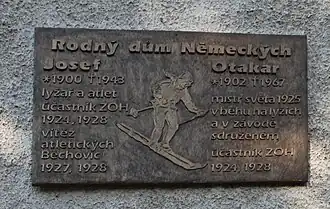 Rodný dům Německých
Josef
*1900 †1943
lyžař a atlet
účastník ZOH
1924, 1928
vítěz
atletických
Běchovic
1927, 1928
Otakar
*1902 †1967
mistr světa 1925
v běhu na lyžích
a v závodě
sdruženém
účastník ZOH
1924, 1928